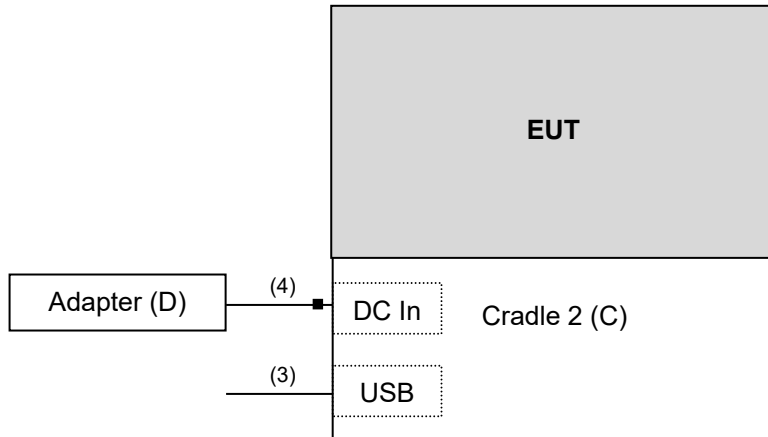 EUT
(4)
Adapter (D)
DC In
Cradle 2 (C)
(3)
USB